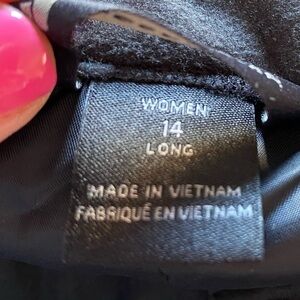 WOMEN
14
LONG
MADE IN VIETNAM
FABRIQUÉ EN VIETNAM